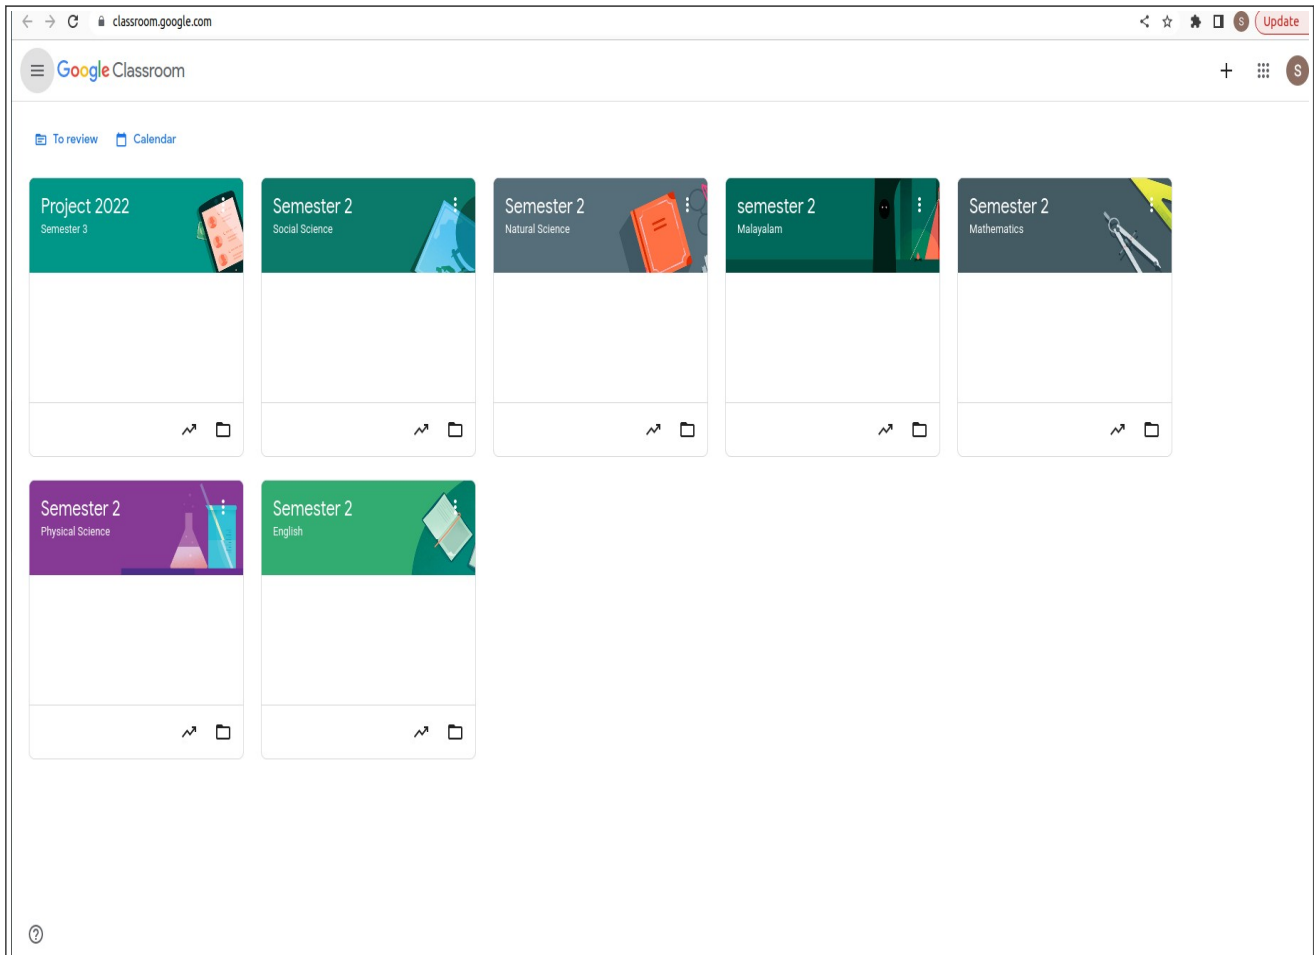 classroom.google.com
S
Update
Google Classroom
S
To review
Calendar
Project 2022
Semester 3
Semester 2
Social Science
Semester 2
Natural Science
semester 2
Malayalam
Semester 2
Mathematics
Semester 2
Physical Science
Semester 2
English